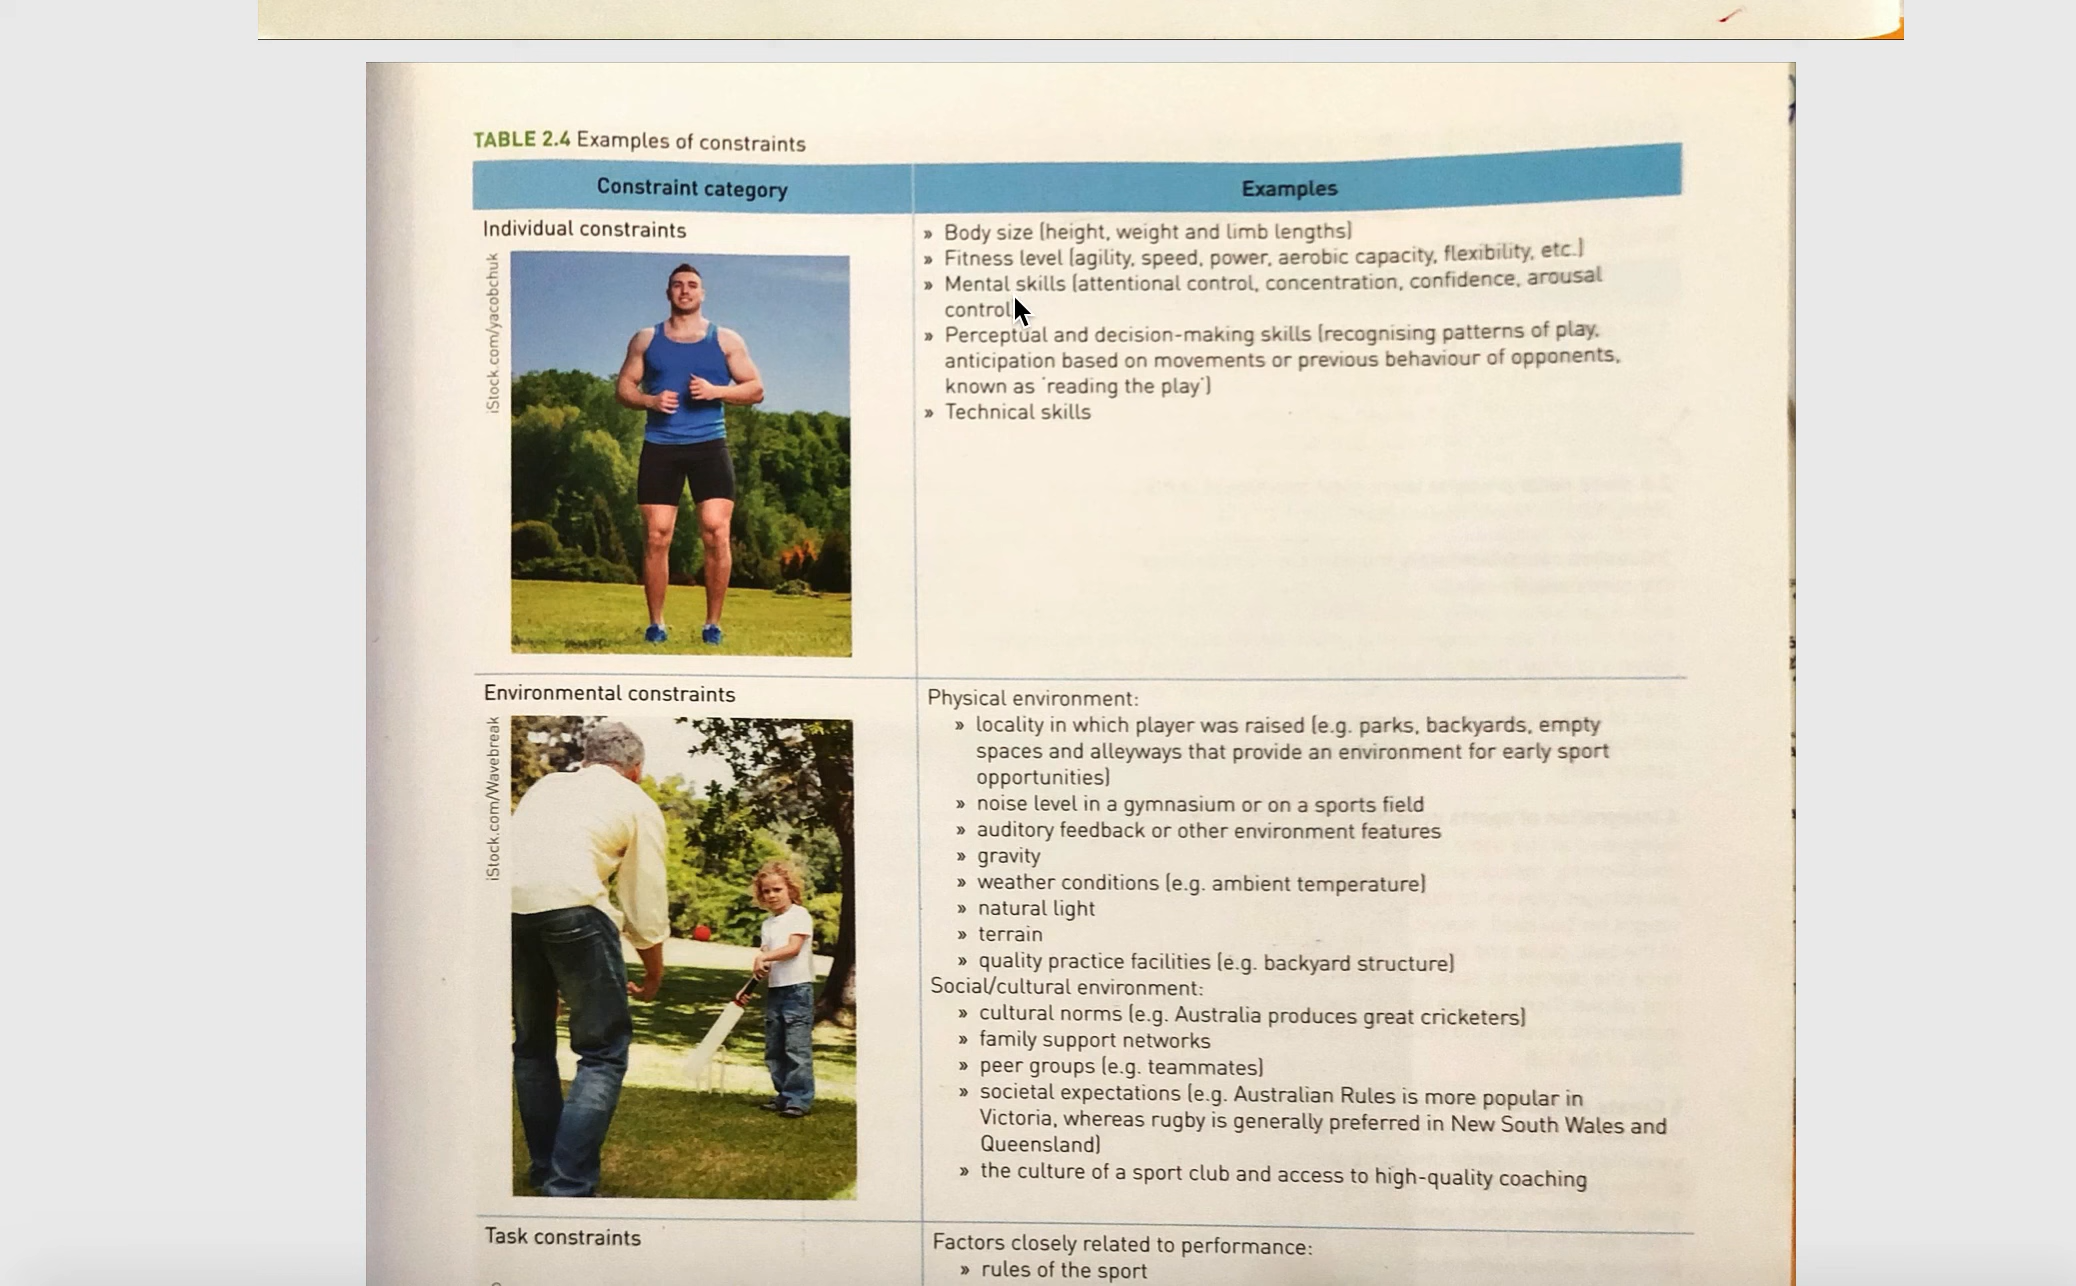 TABLE 2.4 Examples of constraints
Constraint category
Examples
Individual constraints
iStock.com/yacobchuk
» Body size (height, weight and limb lengths)
» Fitness level (agility, speed, power, aerobic capacity, flexibility, etc.)
» Mental skills (attentional control, concentration, confidence, arousal
control)
» Perceptual and decision-making skills (recognising patterns of play,
anticipation based on movements or previous behaviour of opponents,
known as 'reading the play')
» Technical skills
Environmental constraints
iStock.com/Wavebreak
Physical environment:
» locality in which player was raised (e.g. parks, backyards, empty
spaces and alleyways that provide an environment for early sport
opportunities)
» noise level in a gymnasium or on a sports field
» auditory feedback or other environment features
» gravity
» weather conditions (e.g. ambient temperature)
» natural light
» terrain
» quality practice facilities (e.g. backyard structure)
Social/cultural environment:
» cultural norms (e.g. Australia produces great cricketers)
» family support networks
» peer groups (e.g. teammates)
» societal expectations (e.g. Australian Rules is more popular in
Victoria, whereas rugby is generally preferred in New South Wales and
Queensland)
» the culture of a sport club and access to high-quality coaching
Task constraints
Factors closely related to performance:
» rules of the sport